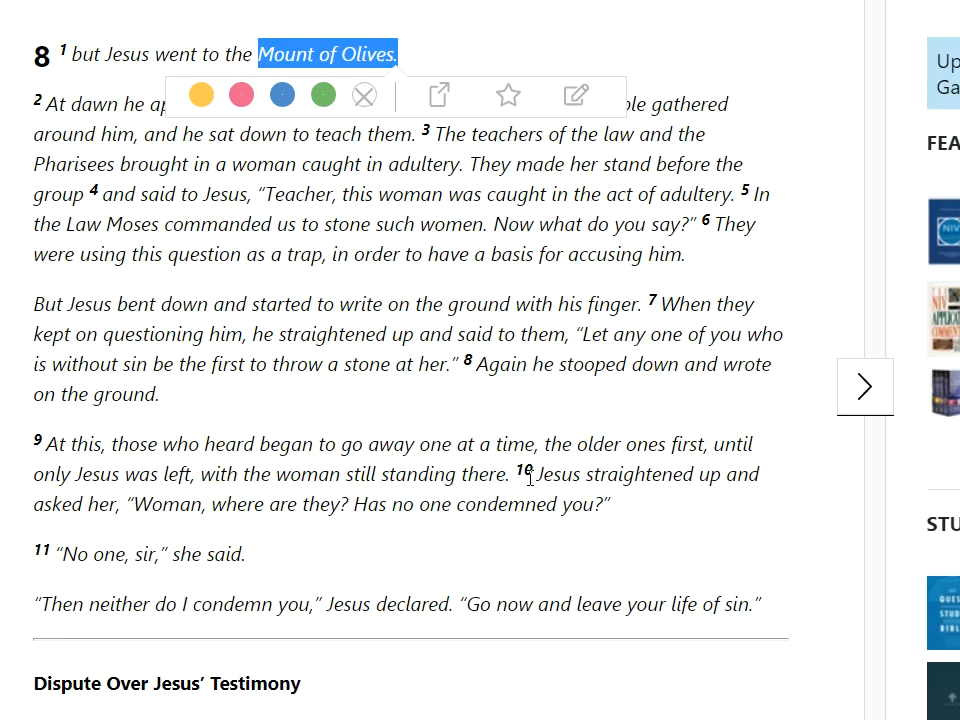 8 1 but Jesus went to the Mount of Olives.
2 At dawn he ap ple gathered
around him, and he sat down to teach them. 3 The teachers of the law and the
Pharisees brought in a woman caught in adultery. They made her stand before the
group 4 and said to Jesus, “Teacher, this woman was caught in the act of adultery. 5 In
the Law Moses commanded us to stone such women. Now what do you say?” 6 They
were using this question as a trap, in order to have a basis for accusing him.
But Jesus bent down and started to write on the ground with his finger. 7 When they
kept on questioning him, he straightened up and said to them, “Let any one of you who
is without sin be the first to throw a stone at her.” 8 Again he stooped down and wrote
on the ground.
9 At this, those who heard began to go away one at a time, the older ones first, until
only Jesus was left, with the woman still standing there. 10 Jesus straightened up and
asked her, “Woman, where are they? Has no one condemned you?”
11 “No one, sir,” she said.
“Then neither do I condemn you,” Jesus declared. “Go now and leave your life of sin.”
Dispute Over Jesus’ Testimony
Up
Ga
FEA
NIV
NIV
APPLIC
COMMENT
STU
QUES
STUD
BIBL